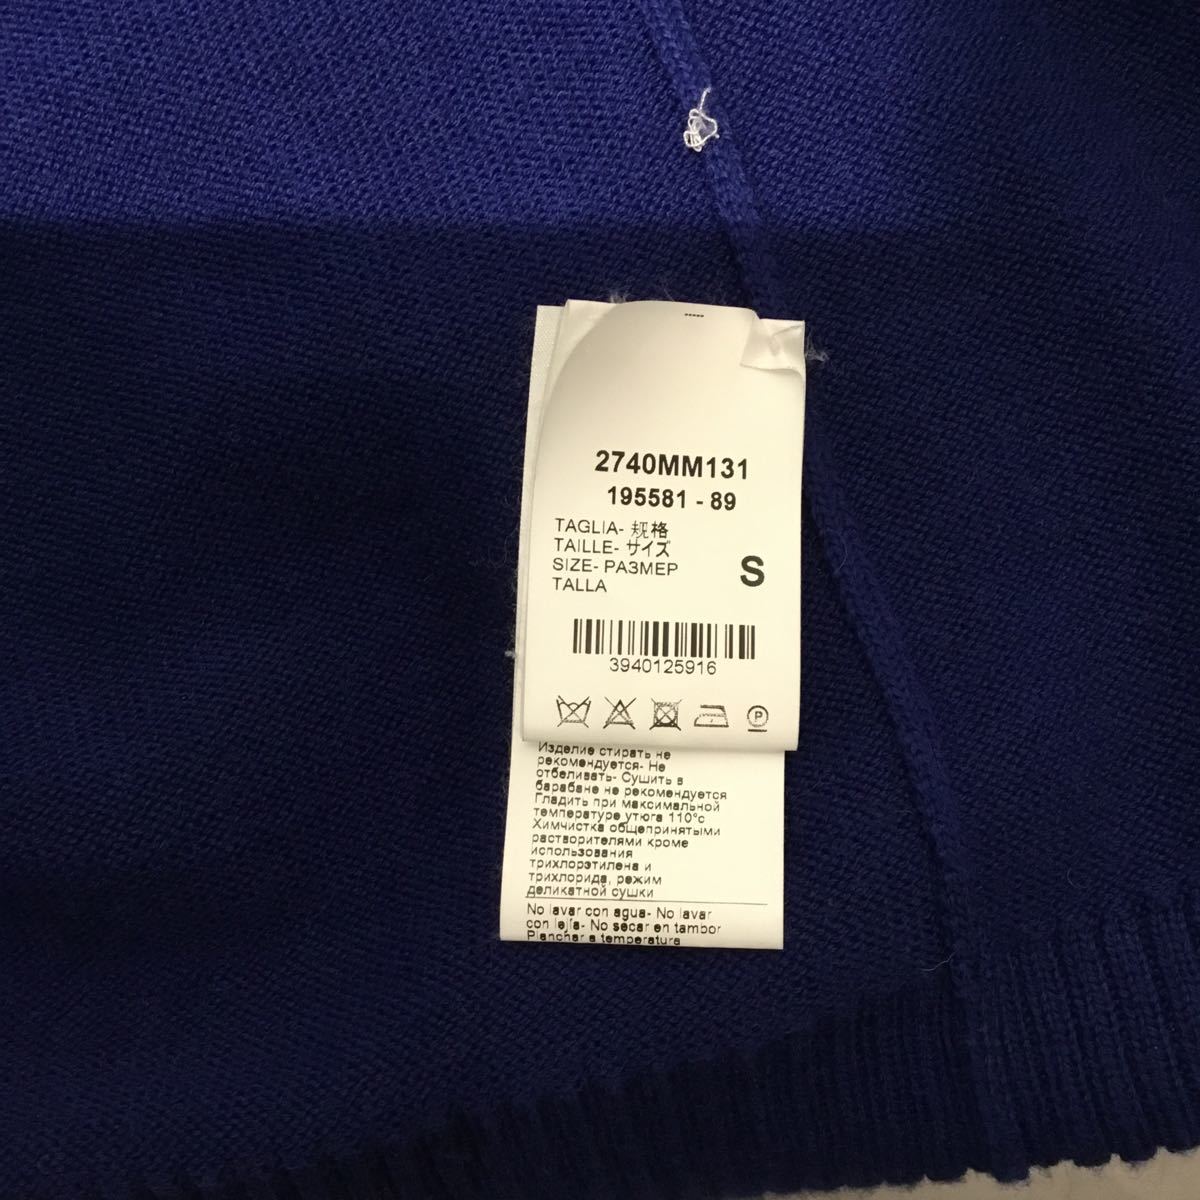 2740MM131
195581 - 89
TAGLIA- 规格
TAILLE- サイズ
SIZE- РАЗМЕР
TALLA
S
3940125916
P
Изделие стирать не
рекомендуется- Не
отбеливать- Сушить в
барабане не рекомендуется
Гладить при максимальной
температуре утюга 110°c
Химчистка общепринятыми
растворителями кроме
использования
трихлорэтилена и
трихлорида, режим
деликатной сушки
No lavar con agua- No lavar
con lejía- No secar en tambor
Planchar a temperatura